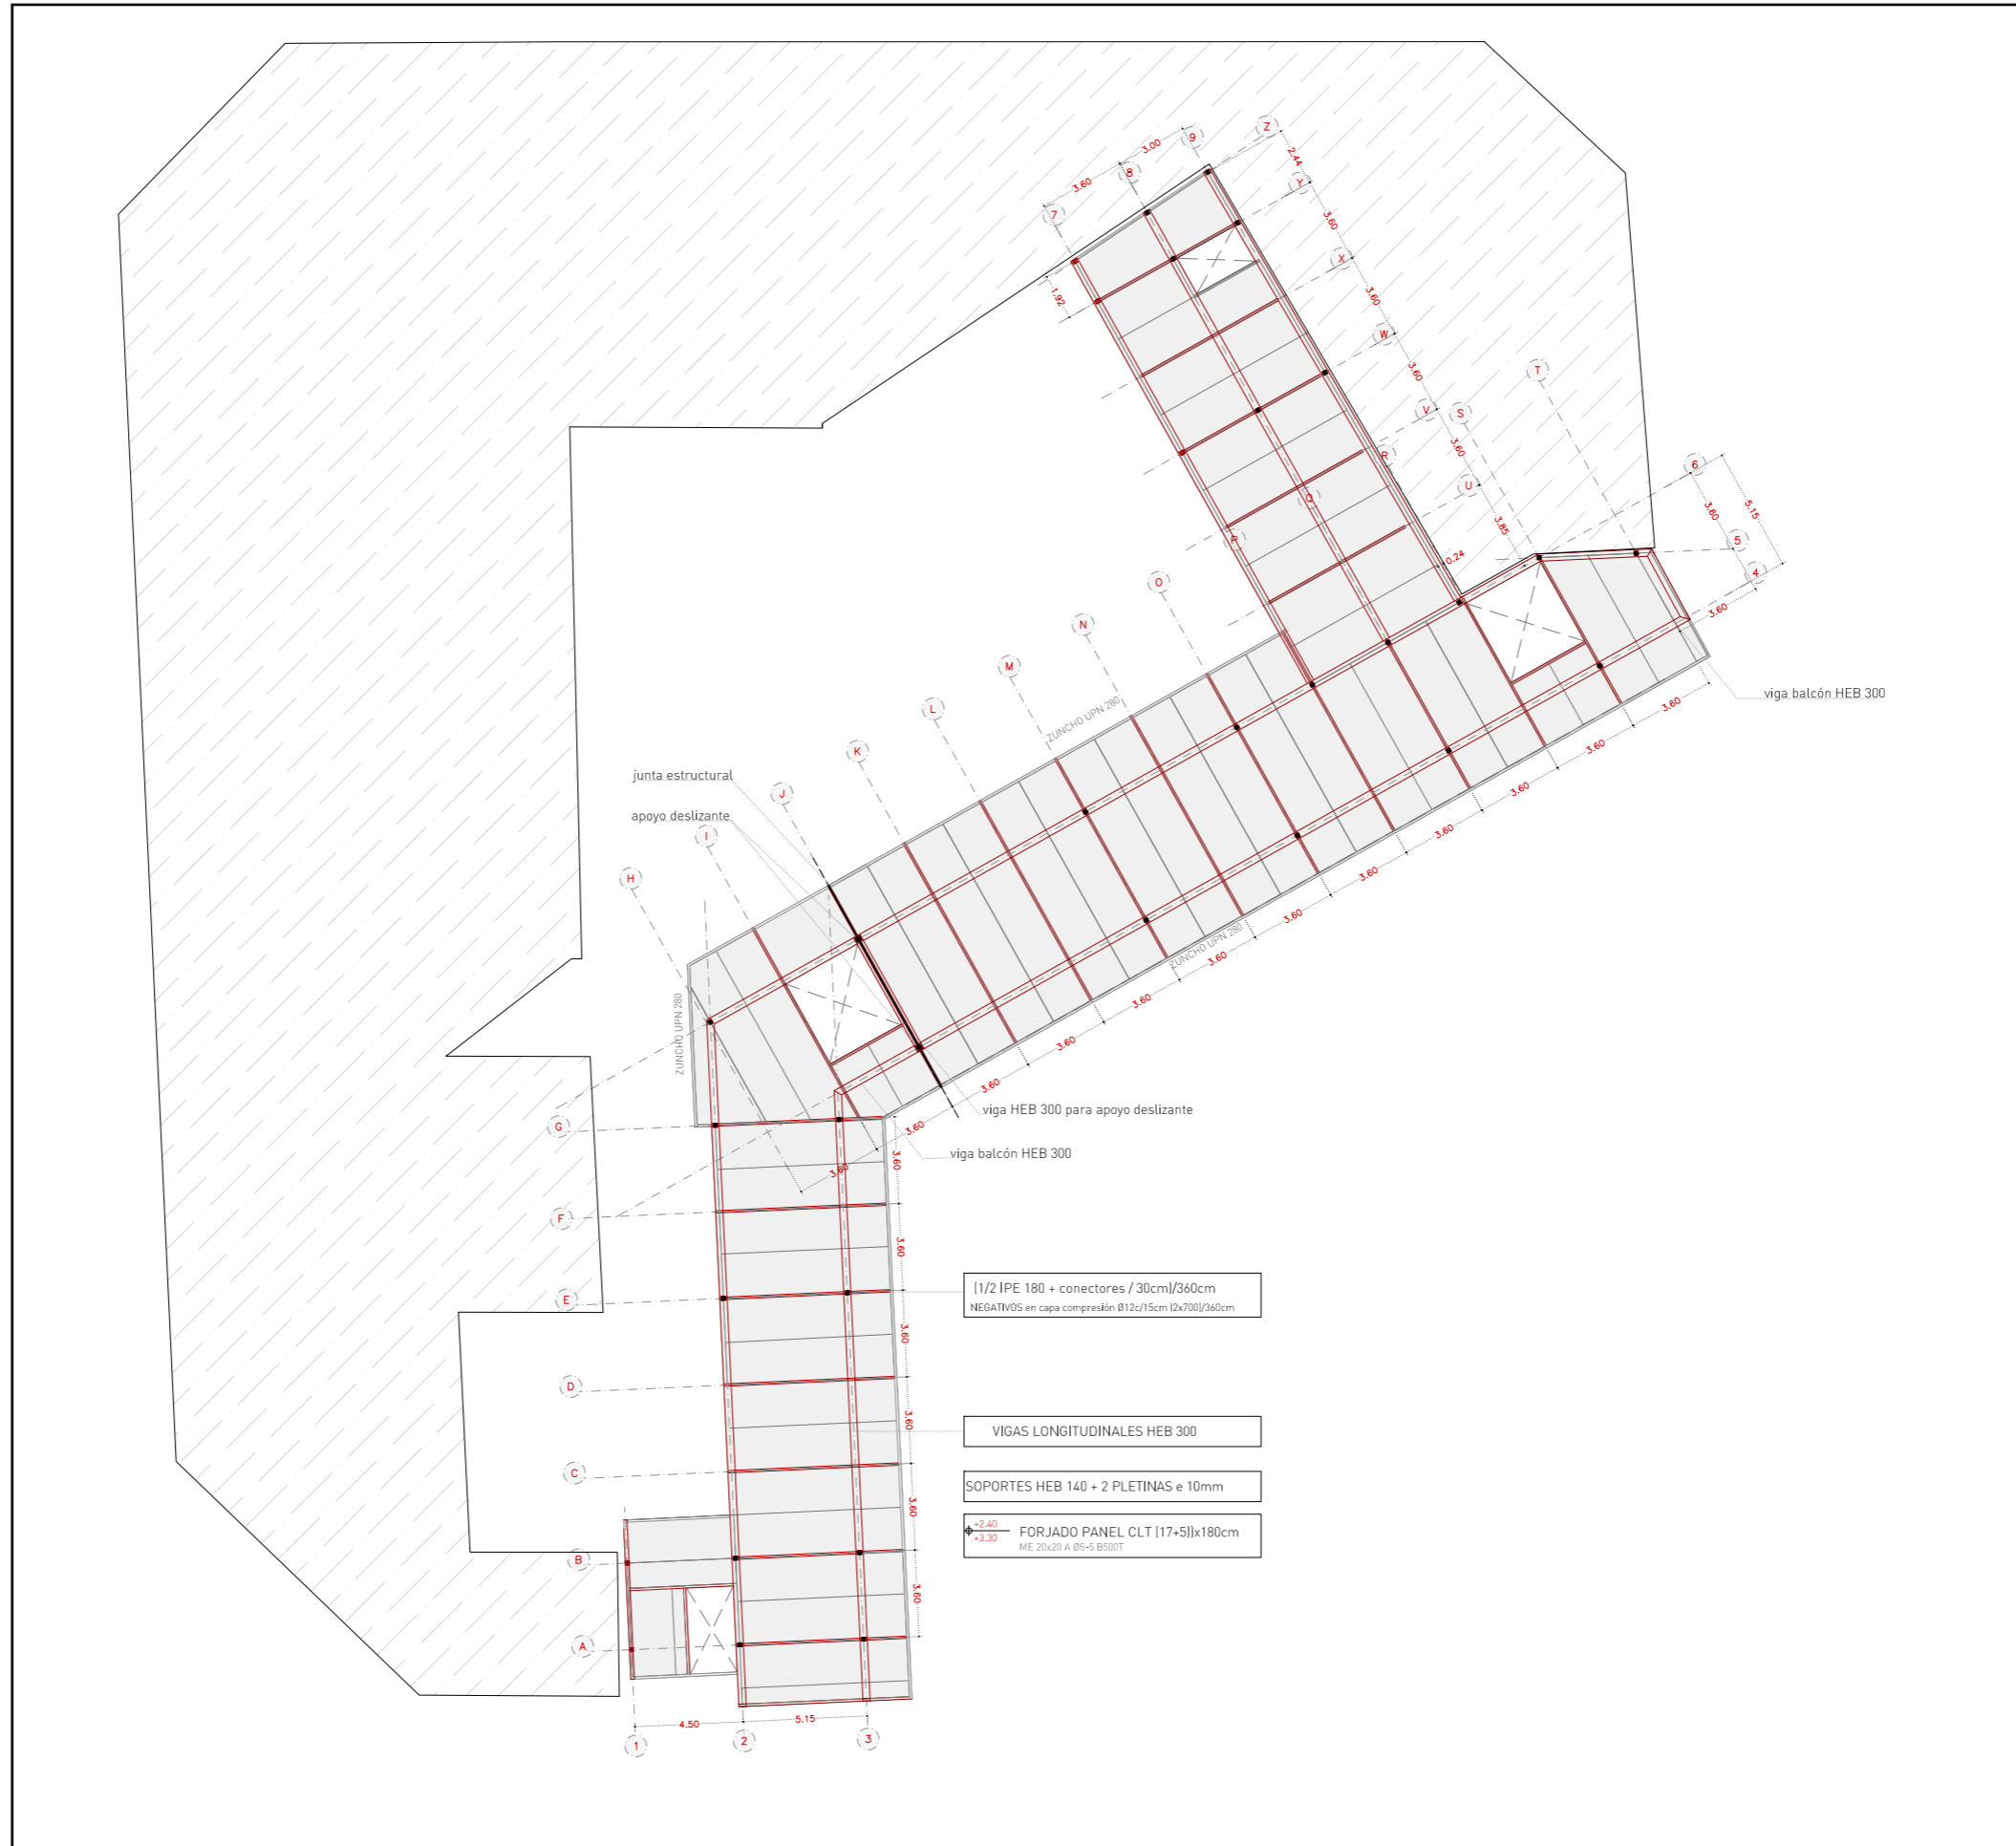 Z
9
3.00
2.44
8
Y
3.60
7
3.60
X
1.92
3.60
W
T
3.60
V
S
R
3.60
6
U
Q
3.85
5.15
3.60
P
5
0.24
4
O
3.60
N
M
3.60
viga balcón HEB 300
L
ZUNCHO UPN 280
3.60
K
3.60
junta estructural
J
3.60
apoyo deslizante
I
3.60
H
3.60
ZUNCHO UPN 280
3.60
3.60
ZUNCHO UPN 280
3.60
3.60
viga HEB 300 para apoyo deslizante
G
3.60
viga balcón HEB 300
3.60
3.60
F
3.60
[1/2 IPE 180 + conectores / 30cm]/360cm
E
NEGATIVOS en capa compresión Ø12c/15cm (2x700)/360cm
3.60
D
3.60
VIGAS LONGITUDINALES HEB 300
C
SOPORTES HEB 140 + 2 PLETINAS e 10mm
3.60
+2.40
FORJADO PANEL CLT (17+5)]x180cm
+3.30
ME 20x20 A Ø5-5 B500T
B
3.60
A
4.50
5.15
1
2
3